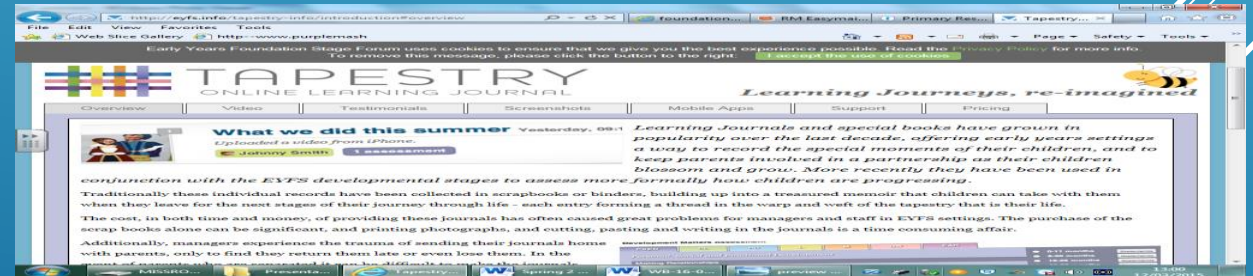 http://eyfs.info/tapestry-info/introduction#overview
foundation... RM Easymai... Primary Res... Tapestry...
File Edit View Favorites Tools
Web Slice Gallery http--www.purplemash Page Safety Tools
Early Years Foundation Stage Forum uses cookies to ensure that we give you the best experience possible. Read the Privacy Policy for more info.
To remove this message, please click the button to the right. I accept the use of cookies
TAPESTRY
ONLINE LEARNING JOURNAL
Learning Journeys, re-imagined
Overview Video Testimonials Screenshots Mobile Apps Support Pricing
What we did this summer Yesterday,
Uploaded a video from iPhone.
Johnny Smith 1 assessment
Learning Journals and special books have grown in
popularity over the last decade, offering early years settings
a way to record the special moments of their children, and to
keep parents involved in a partnership as their children
blossom and grow. More recently they have been used in
conjunction with the EYFS developmental stages to assess more formally how children are progressing.
Traditionally these individual records have been collected in scrapbooks or binders, building up into a treasured memoir that children can take with them
when they leave for the next stages of their journey through life - each entry forming a thread in the warp and weft of the tapestry that is their life.
The cost, in both time and money, of providing these journals has often caused great problems for managers and staff in EYFS settings. The purchase of the
scrap books alone can be significant, and printing photographs, and cutting, pasting and writing in the journals is a time consuming affair.
Additionally, managers experience the trauma of sending their journals home
with parents, only to find they return them late or even lose them. In the
Development Matters Assessment
MISSRO... Presenta... Tapestry... Spring 2 ... WB-16-0... preview ...
13:00
12/03/2015